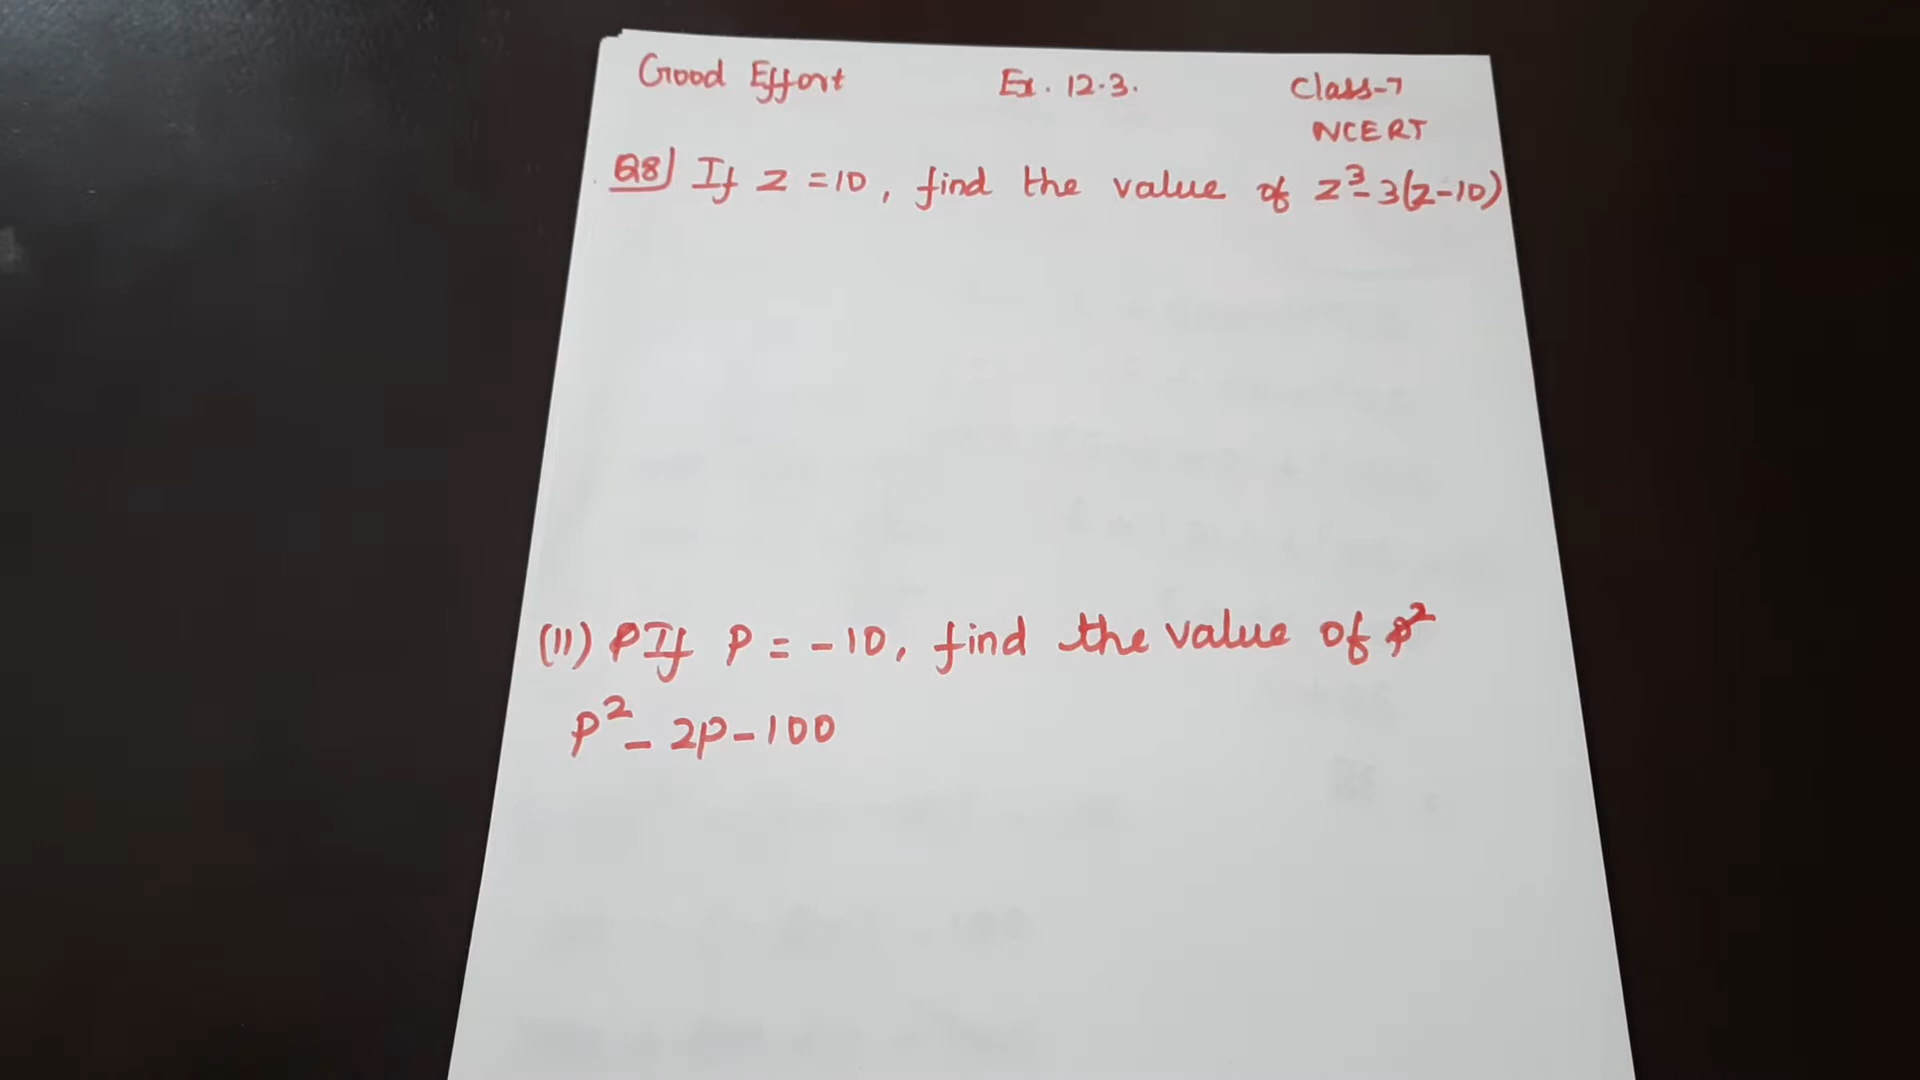 Good Effort Ex. 12.3. Class-7
NCERT
Q8) If z = 10, find the value of z³ - 3(z-10)
(11) If p = -10, find the value of
p² - 2p - 100